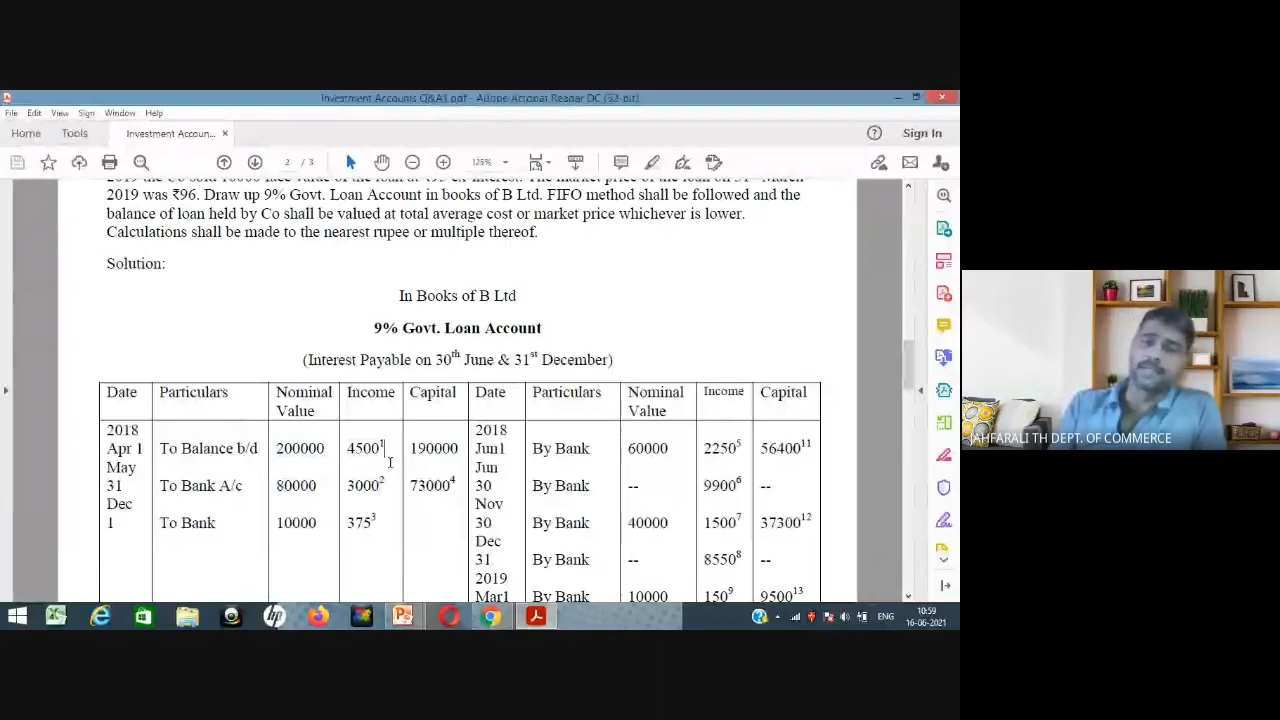 Investment Accounts Q&A1.pdf - Adobe Acrobat Reader DC (32-bit)
File Edit View Sign Window Help
Home Tools Investment Accoun... × Sign In
2 / 3 125%
2019 was ₹96. Draw up 9% Govt. Loan Account in books of B Ltd. FIFO method shall be followed and the
balance of loan held by Co shall be valued at total average cost or market price whichever is lower.
Calculations shall be made to the nearest rupee or multiple thereof.
Solution:
In Books of B Ltd
9% Govt. Loan Account
(Interest Payable on 30th June & 31st December)
Date Particulars Nominal Income Capital Date Particulars Nominal Income Capital
Value Value
2018 2018
Apr 1 To Balance b/d 200000 4500¹ 190000 Jun1 By Bank 60000 2250⁵ 56400¹¹
May Jun
31 To Bank A/c 80000 3000² 73000⁴ 30 By Bank -- 9900⁶ --
Dec Nov
1 To Bank 10000 375³ 30 By Bank 40000 1500⁷ 37300¹²
Dec
31 By Bank -- 8550⁸ --
2019
Mar1 By Bank 10000 150⁹ 9500¹³
JAHFARALI TH DEPT. OF COMMERCE
ENG
10:59
16-06-2021